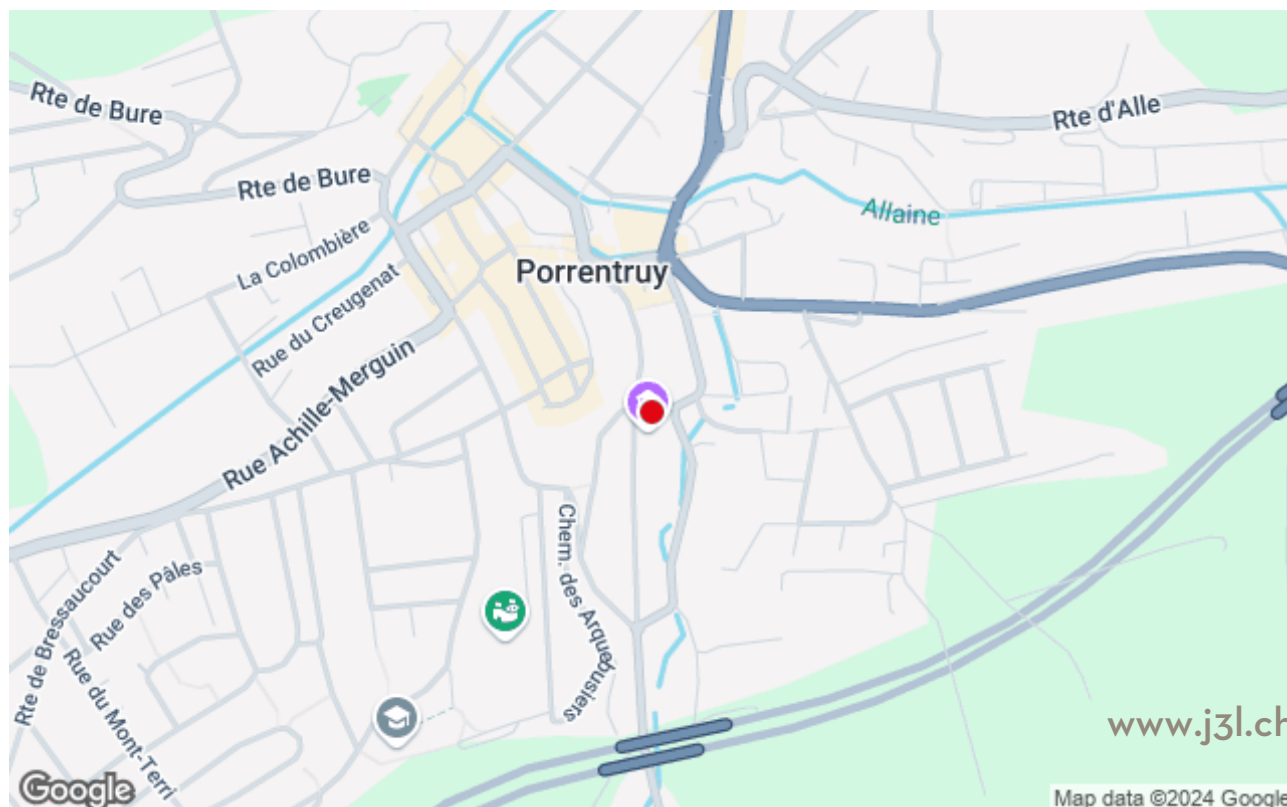 Rte de Bure
Rte d'Alle
Rte de Bure
Allaine
La Colombière
Porrentruy
Rue du Creugenat
Rue Achille-Merguin
Chem. des Arquebusiers
Rue des Pâles
Rte de Bressaucourt
Rue du Mont-Terri
www.j3l.ch
Google
Map data ©2024 Google